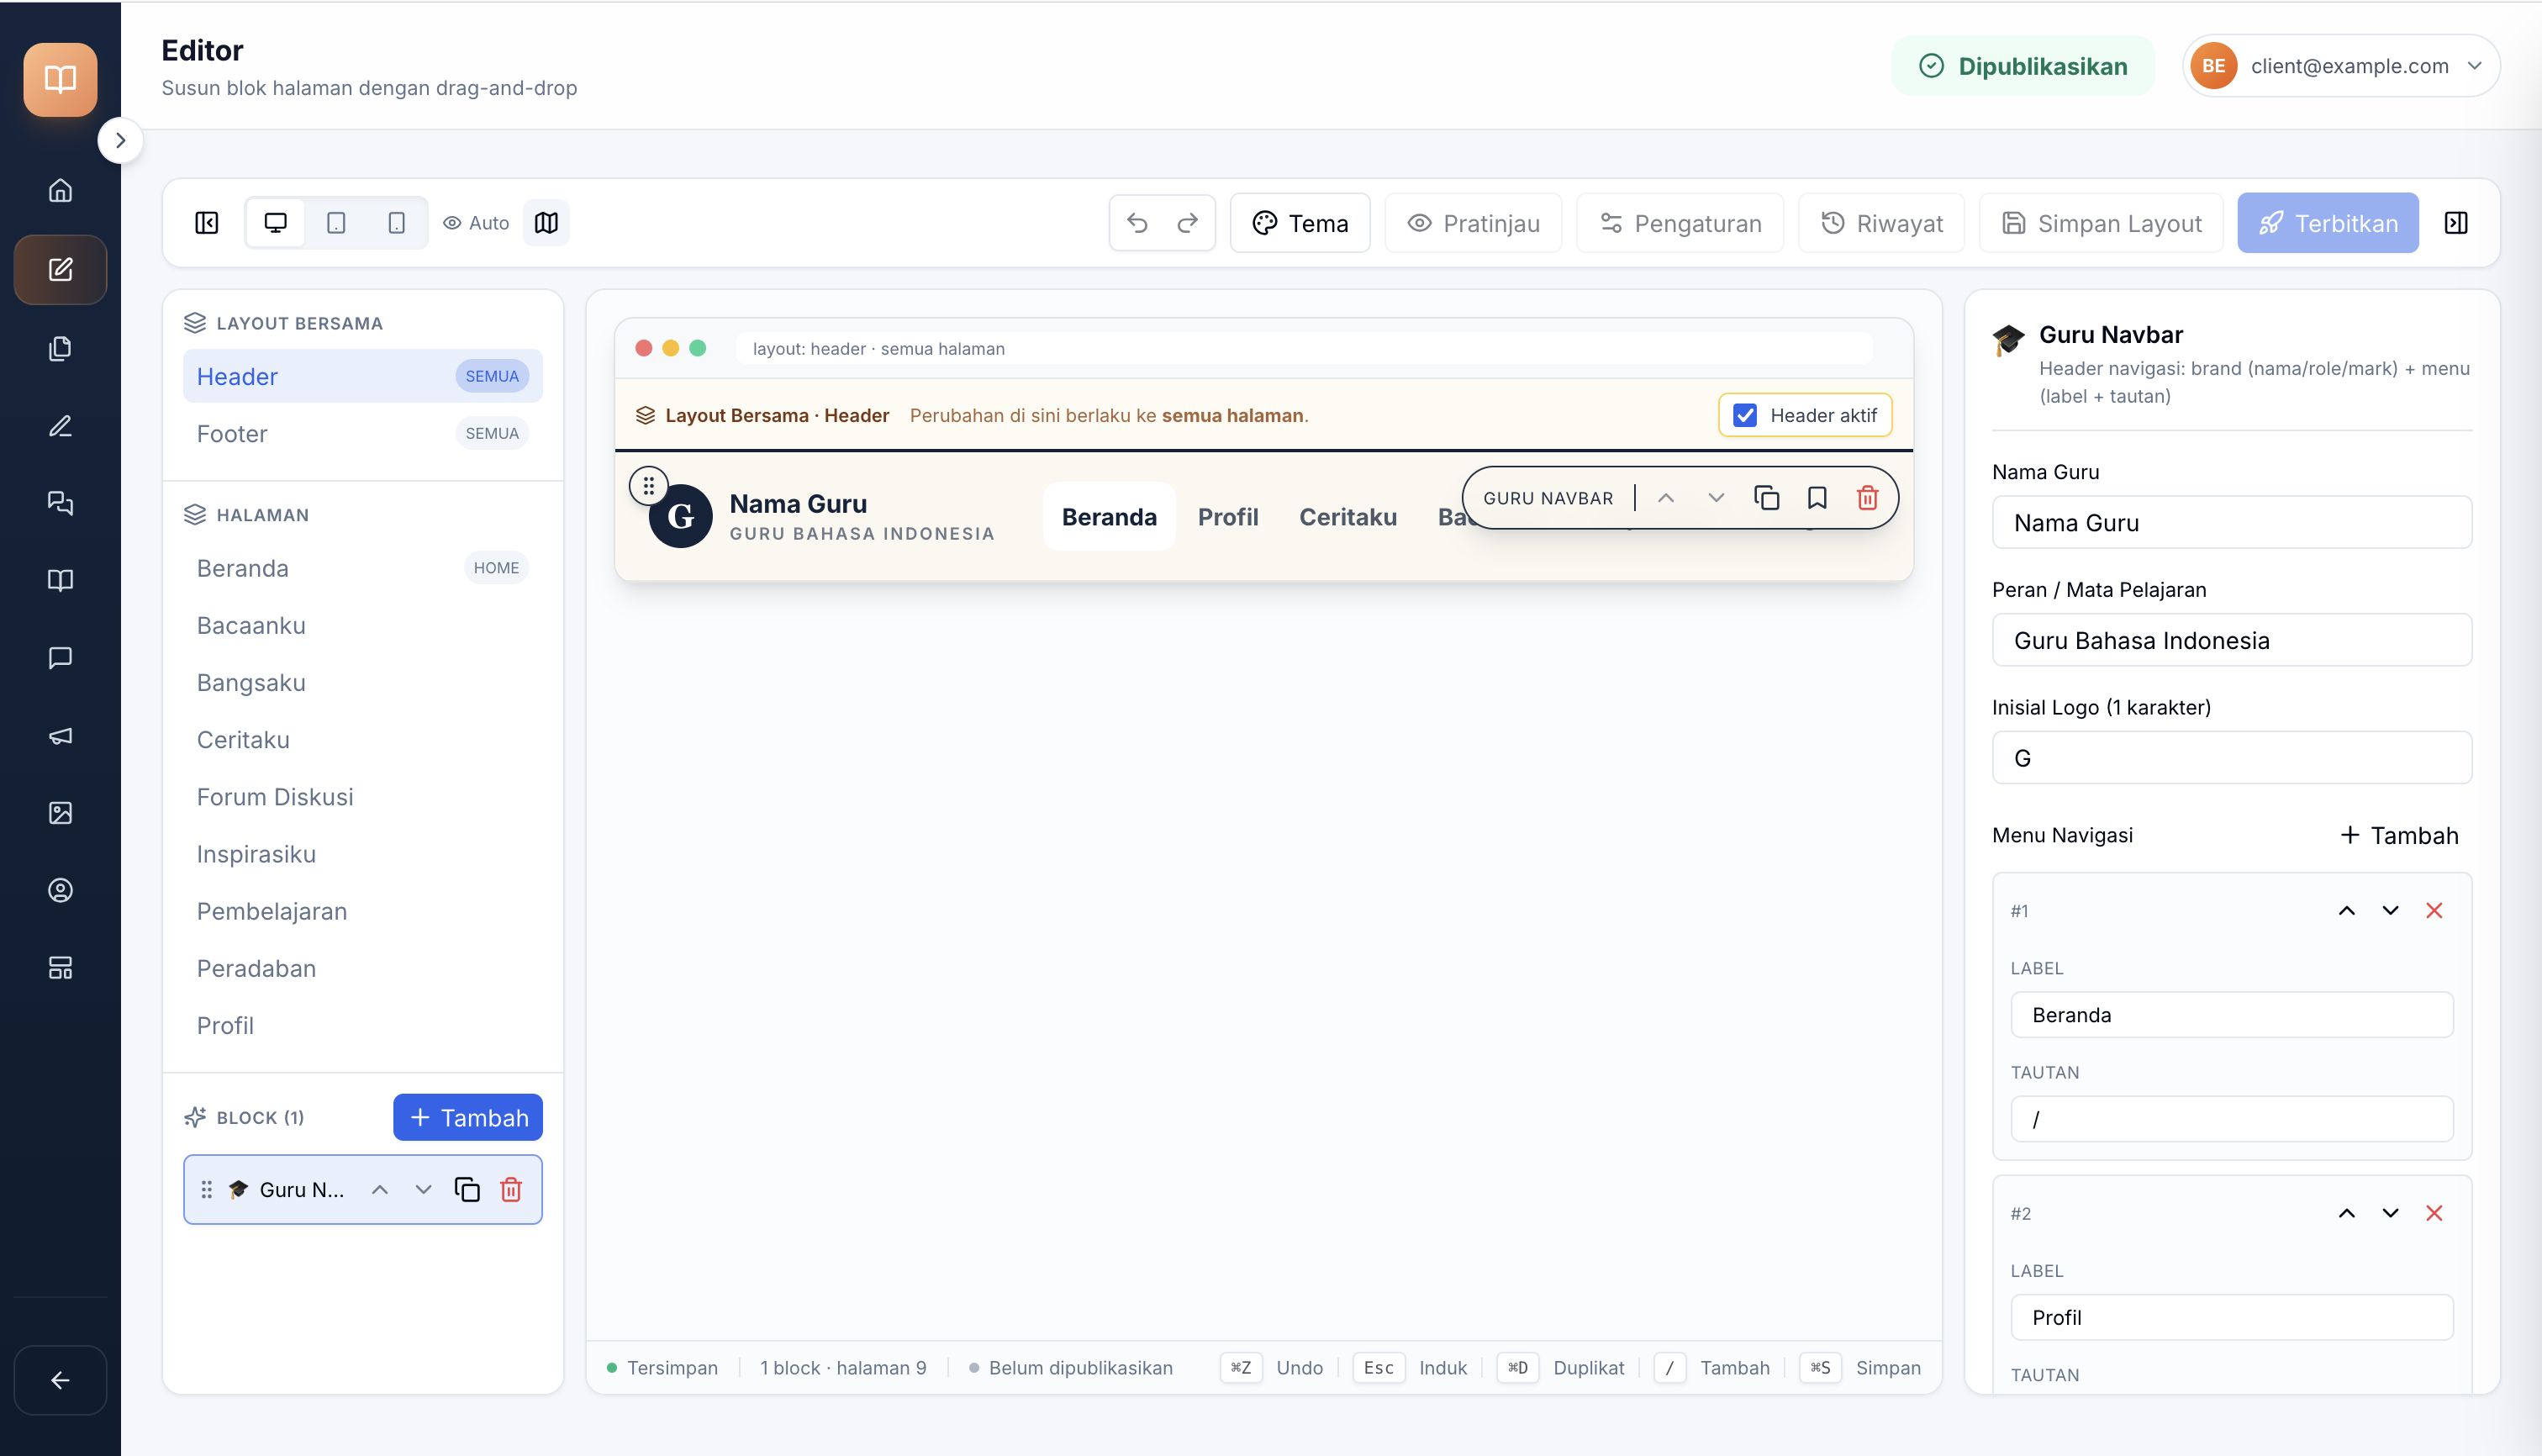 Editor
Susun blok halaman dengan drag-and-drop
Dipublikasikan
BE
client@example.com
Auto
Tema
Pratinjau
Pengaturan
Riwayat
Simpan Layout
Terbitkan
LAYOUT BERSAMA
Header
SEMUA
Footer
SEMUA
HALAMAN
Beranda
HOME
Bacaanku
Bangsaku
Ceritaku
Forum Diskusi
Inspirasiku
Pembelajaran
Peradaban
Profil
BLOCK (1)
+ Tambah
Guru N...
layout: header · semua halaman
Layout Bersama · Header
Perubahan di sini berlaku ke semua halaman.
Header aktif
G
Nama Guru
GURU BAHASA INDONESIA
Beranda
Profil
Ceritaku
GURU NAVBAR
Tersimpan
1 block · halaman 9
Belum dipublikasikan
⌘Z
Undo
Esc
Induk
⌘D
Duplikat
/
Tambah
⌘S
Simpan
Guru Navbar
Header navigasi: brand (nama/role/mark) + menu
(label + tautan)
Nama Guru
Nama Guru
Peran / Mata Pelajaran
Guru Bahasa Indonesia
Inisial Logo (1 karakter)
G
Menu Navigasi
+ Tambah
#1
LABEL
Beranda
TAUTAN
/
#2
LABEL
Profil
TAUTAN